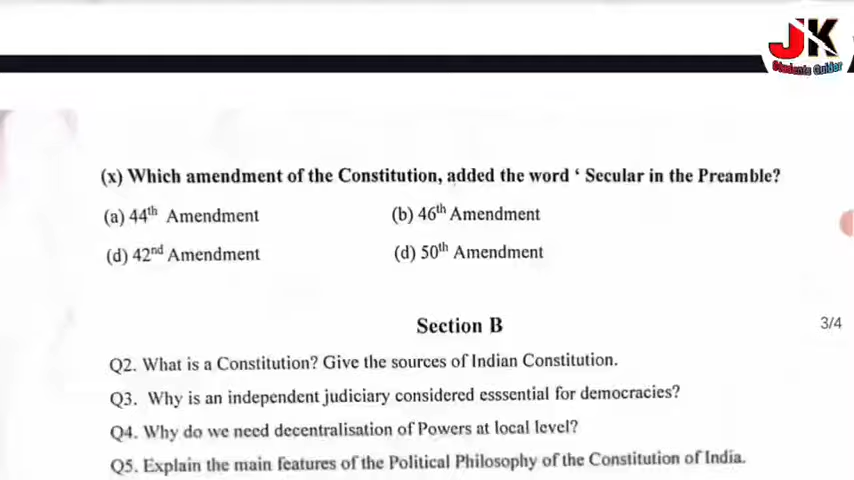 JK
Students Guider
(x) Which amendment of the Constitution, added the word ‘ Secular in the Preamble?
(a) 44th Amendment
(b) 46th Amendment
(d) 42nd Amendment
(d) 50th Amendment
Section B
3/4
Q2. What is a Constitution? Give the sources of Indian Constitution.
Q3. Why is an independent judiciary considered esssential for democracies?
Q4. Why do we need decentralisation of Powers at local level?
Q5. Explain the main features of the Political Philosophy of the Constitution of India.